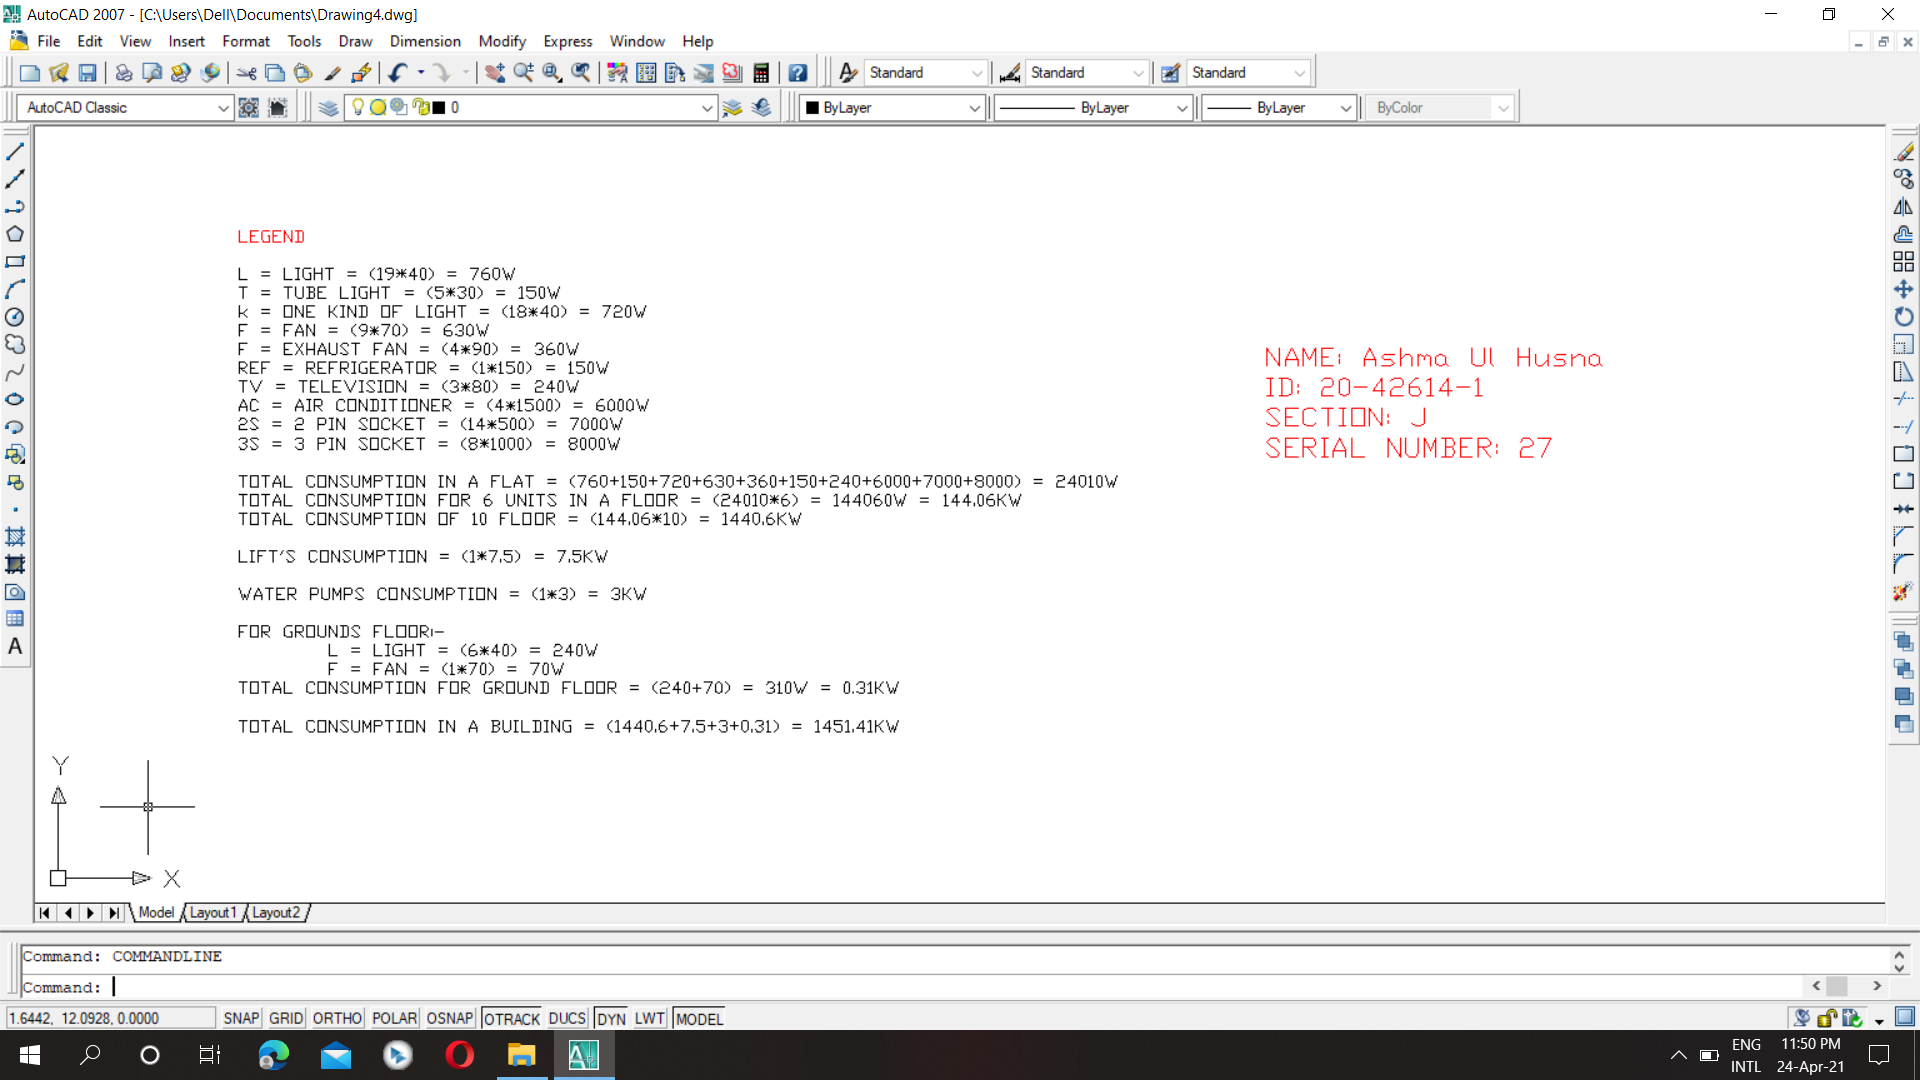 AutoCAD 2007 - [C:\Users\Dell\Documents\Drawing4.dwg]
File Edit View Insert Format Tools Draw Dimension Modify Express Window Help
Standard Standard Standard
AutoCAD Classic 0 ByLayer ByLayer ByLayer ByColor
LEGEND
L = LIGHT = (19*40) = 760W
T = TUBE LIGHT = (5*30) = 150W
k = ONE KIND OF LIGHT = (18*40) = 720W
F = FAN = (9*70) = 630W
F = EXHAUST FAN = (4*90) = 360W
REF = REFRIGERATOR = (1*150) = 150W
TV = TELEVISION = (3*80) = 240W
AC = AIR CONDITIONER = (4*1500) = 6000W
2S = 2 PIN SOCKET = (14*500) = 7000W
3S = 3 PIN SOCKET = (8*1000) = 8000W
TOTAL CONSUMPTION IN A FLAT = (760+150+720+630+360+150+240+6000+7000+8000) = 24010W
TOTAL CONSUMPTION FOR 6 UNITS IN A FLOOR = (24010*6) = 144060W = 144.06KW
TOTAL CONSUMPTION OF 10 FLOOR = (144.06*10) = 1440.6KW
LIFT'S CONSUMPTION = (1*7.5) = 7.5KW
WATER PUMPS CONSUMPTION = (1*3) = 3KW
FOR GROUNDS FLOOR:-
L = LIGHT = (6*40) = 240W
F = FAN = (1*70) = 70W
TOTAL CONSUMPTION FOR GROUND FLOOR = (240+70) = 310W = 0.31KW
TOTAL CONSUMPTION IN A BUILDING = (1440.6+7.5+3+0.31) = 1451.41KW
NAME: Ashma Ul Husna
ID: 20-42614-1
SECTION: J
SERIAL NUMBER: 27
Y
X
Model Layout1 Layout2
Command: COMMANDLINE
Command:
1.6442, 12.0928, 0.0000 SNAP GRID ORTHO POLAR OSNAP OTRACK DUCS DYN LWT MODEL
ENG 11:50 PM
INTL 24-Apr-21